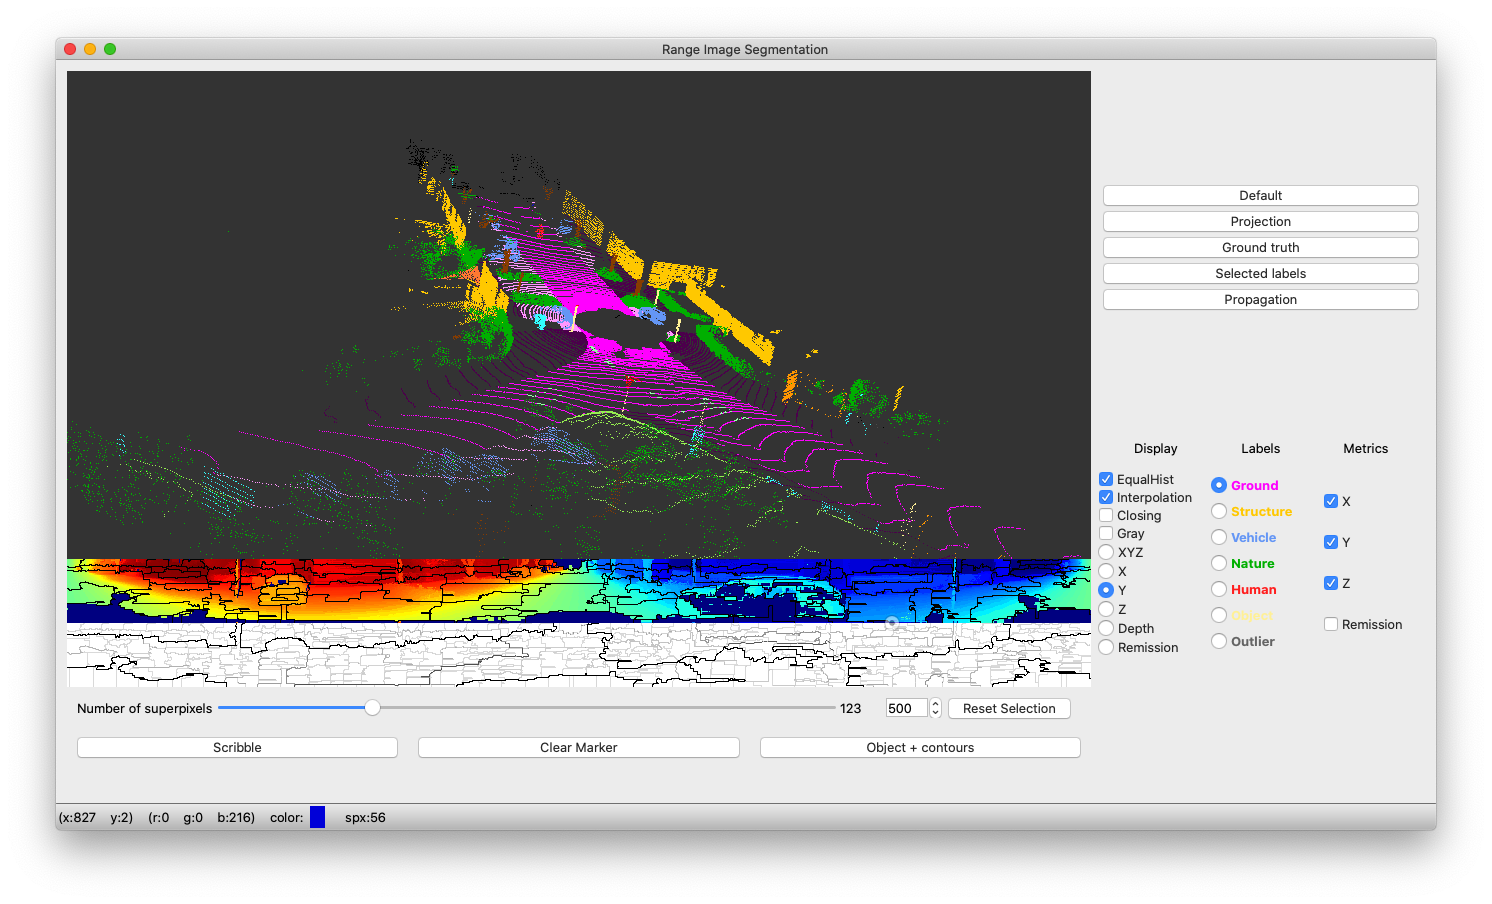 Range Image Segmentation
Default
Projection
Ground truth
Selected labels
Propagation
Display Labels Metrics
EqualHist
Interpolation
Closing
Gray
XYZ
X
Y
Z
Depth
Remission
Ground
Structure
Vehicle
Nature
Human
Object
Outlier
X
Y
Z
Remission
Number of superpixels 123 500 Reset Selection
Scribble Clear Marker Object + contours
(x:827 y:2) (r:0 g:0 b:216) color: spx:56